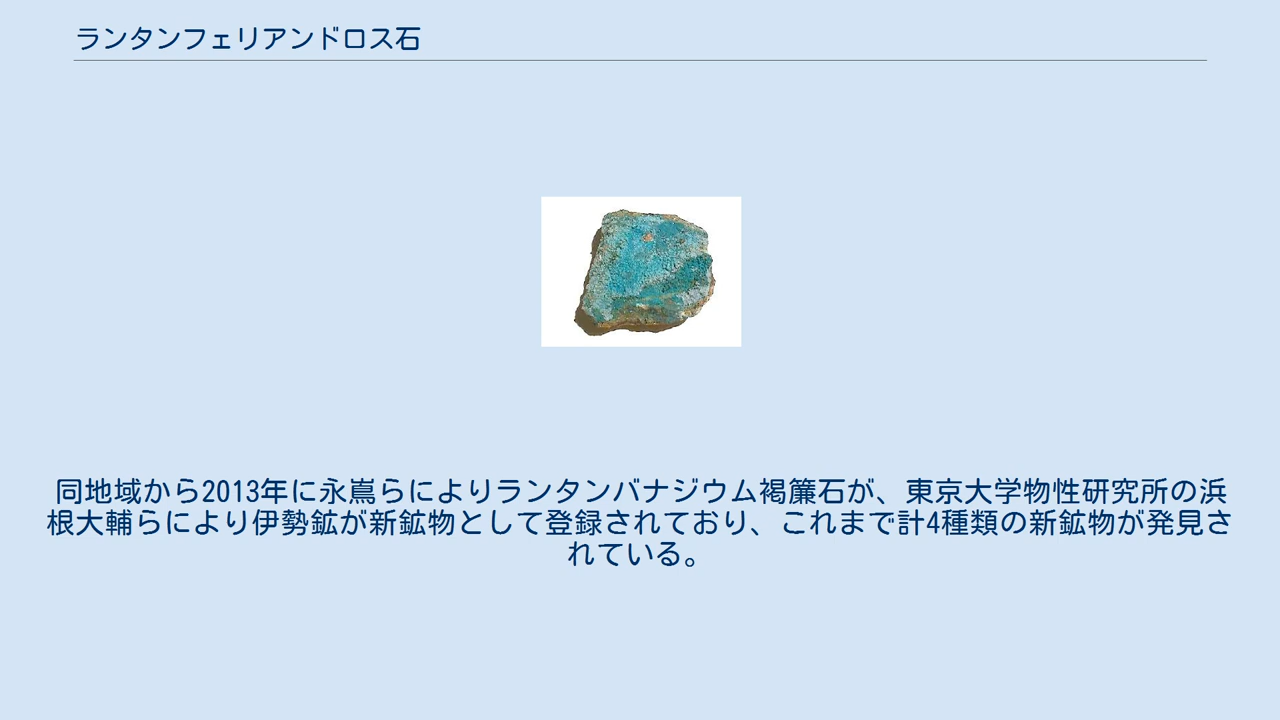 ランタンフェリアンドロス石
同地域から2013年に永嶌らによりランタンバナジウム褐簾石が、東京大学物性研究所の浜
根大輔らにより伊勢鉱が新鉱物として登録されており、これまで計4種類の新鉱物が発見さ
れている。